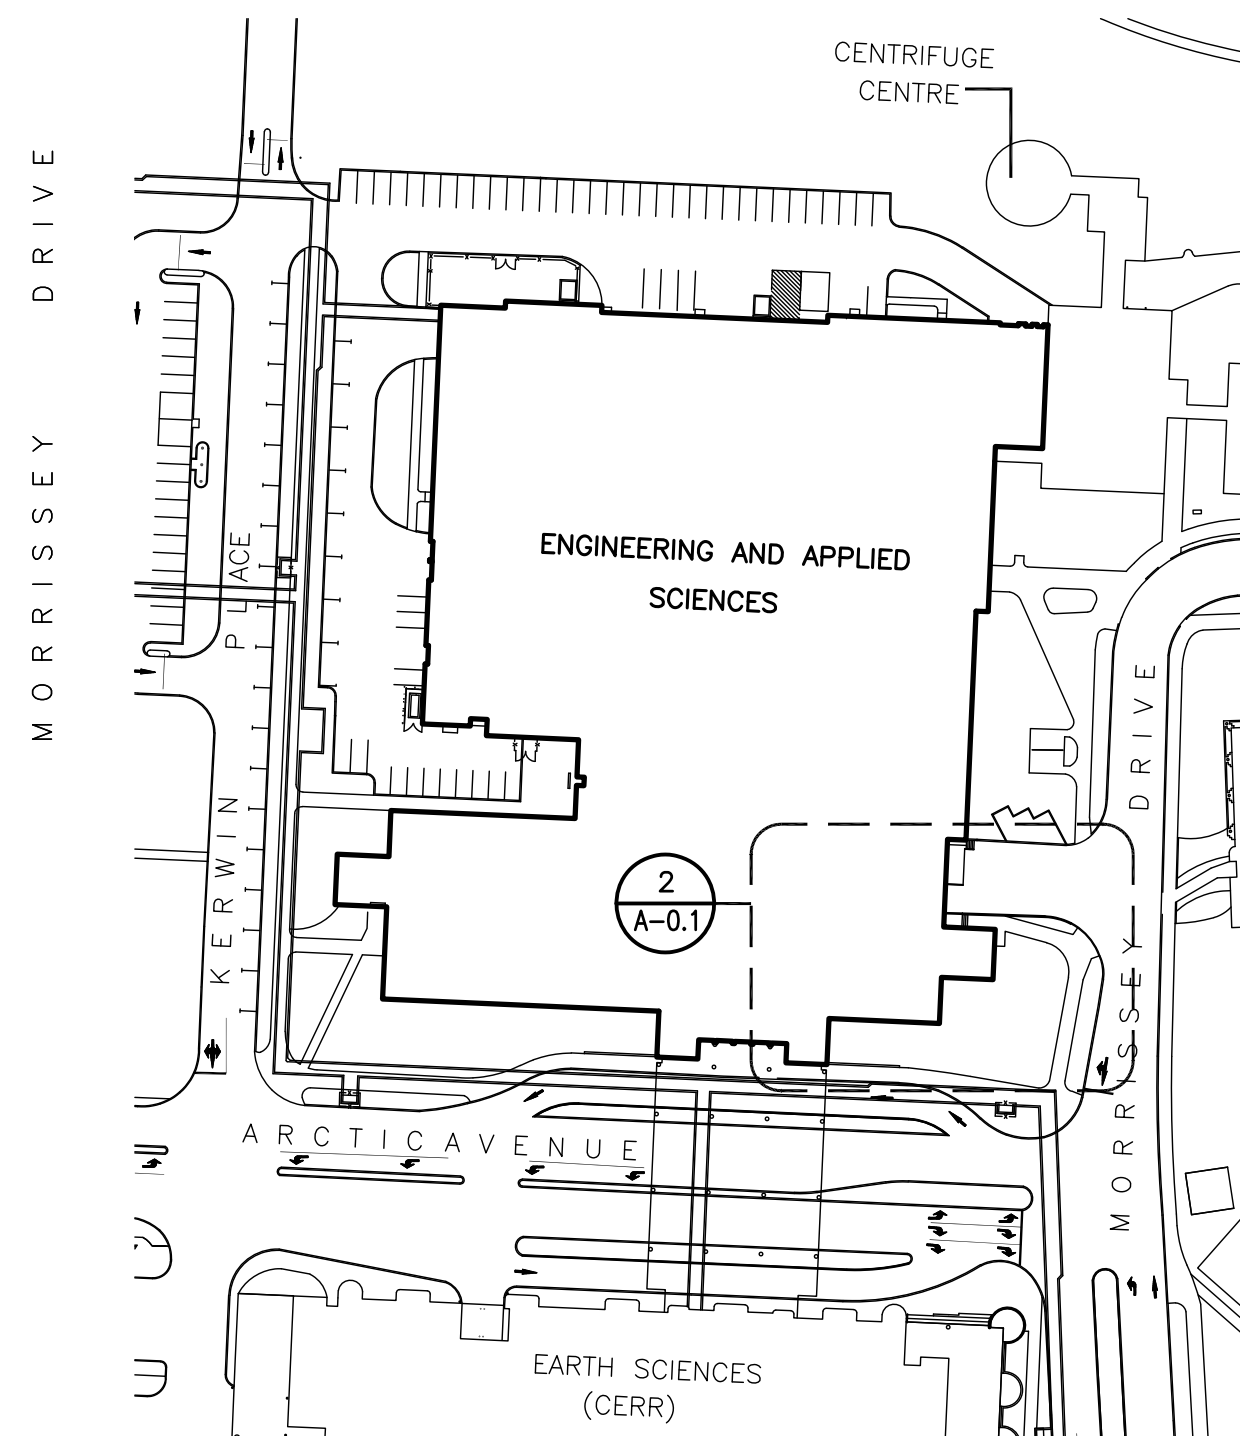 CENTRIFUGE
CENTRE
MORRISSEY DRIVE
ENGINEERING AND APPLIED
SCIENCES
KERWIN PLACE
MORRISSEY DRIVE
2
A-0.1
ARCTIC AVENUE
EARTH SCIENCES
(CERR)